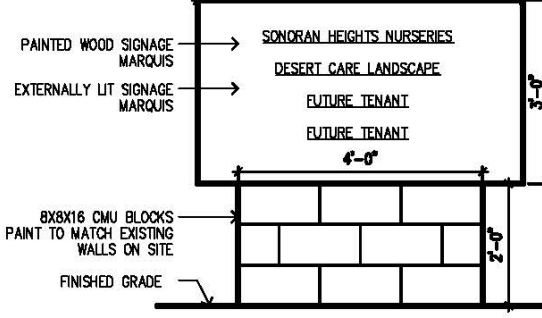 PAINTED WOOD SIGNAGE
MARQUIS
EXTERNALLY LIT SIGNAGE
MARQUIS
SONORAN HEIGHTS NURSERIES
DESERT CARE LANDSCAPE
FUTURE TENANT
FUTURE TENANT
3'-0"
4'-0"
8X8X16 CMU BLOCKS
PAINT TO MATCH EXISTING
WALLS ON SITE
2'-0"
FINISHED GRADE